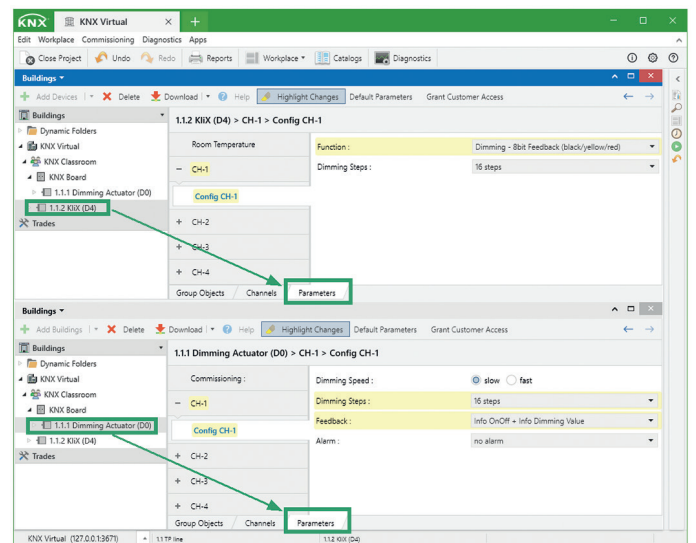 KNX KNX Virtual × +
Edit Workplace Commissioning Diagnostics Apps
Close Project Undo Redo Reports Workplace Catalogs Diagnostics
Buildings
Add Devices Delete Download Help Highlight Changes Default Parameters Grant Customer Access
Buildings
Dynamic Folders
KNX Virtual
KNX Classroom
KNX Board
1.1.1 Dimming Actuator (D0)
1.1.2 KliX (D4)
Trades
1.1.2 KliX (D4) > CH-1 > Config CH-1
Room Temperature
− CH-1
Config CH-1
+ CH-2
+ CH-3
+ CH-4
Function : Dimming - 8bit Feedback (black/yellow/red)
Dimming Steps : 16 steps
Group Objects Channels Parameters
Buildings
Add Buildings Delete Download Help Highlight Changes Default Parameters Grant Customer Access
Buildings
Dynamic Folders
KNX Virtual
KNX Classroom
KNX Board
1.1.1 Dimming Actuator (D0)
1.1.2 KliX (D4)
Trades
1.1.1 Dimming Actuator (D0) > CH-1 > Config CH-1
Commissioning :
− CH-1
Config CH-1
+ CH-2
+ CH-3
+ CH-4
Dimming Speed : slow fast
Dimming Steps : 16 steps
Feedback : Info OnOff + Info Dimming Value
Alarm : no alarm
Group Objects Channels Parameters
KNX Virtual (127.0.0.1:3671) 1.1 TP line 1.1.2 KliX (D4)